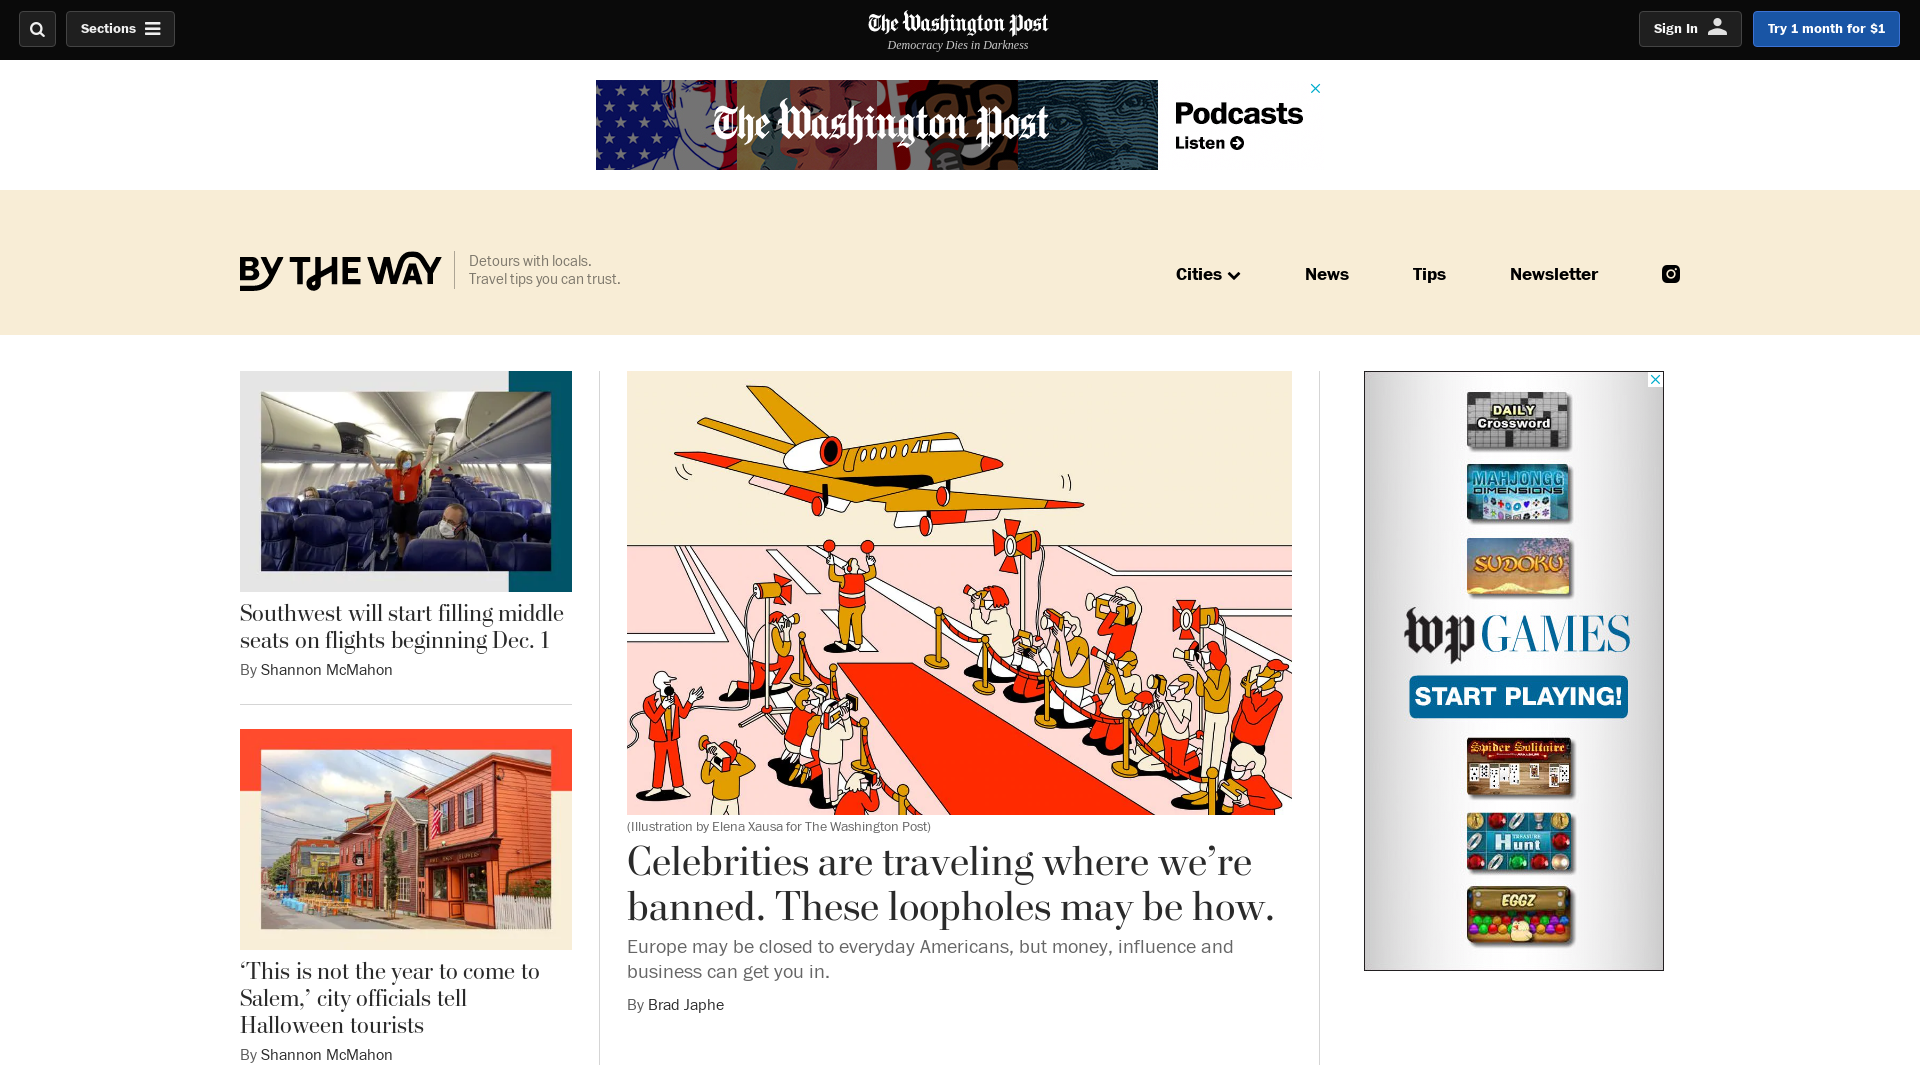 Sections
The Washington Post
Democracy Dies in Darkness
Sign In
Try 1 month for $1
The Washington Post
Podcasts
Listen
BY THE WAY
Detours with locals.
Travel tips you can trust.
Cities
News
Tips
Newsletter
Southwest will start filling middle
seats on flights beginning Dec. 1
By Shannon McMahon
‘This is not the year to come to
Salem,’ city officials tell
Halloween tourists
By Shannon McMahon
(Illustration by Elena Xausa for The Washington Post)
Celebrities are traveling where we’re
banned. These loopholes may be how.
Europe may be closed to everyday Americans, but money, influence and
business can get you in.
By Brad Japhe
DAILY
Crossword
MAHJONGG
DIMENSIONS
SUDOKU
wp GAMES
START PLAYING!
Spider Solitaire
TREASURE
Hunt
EGGZ